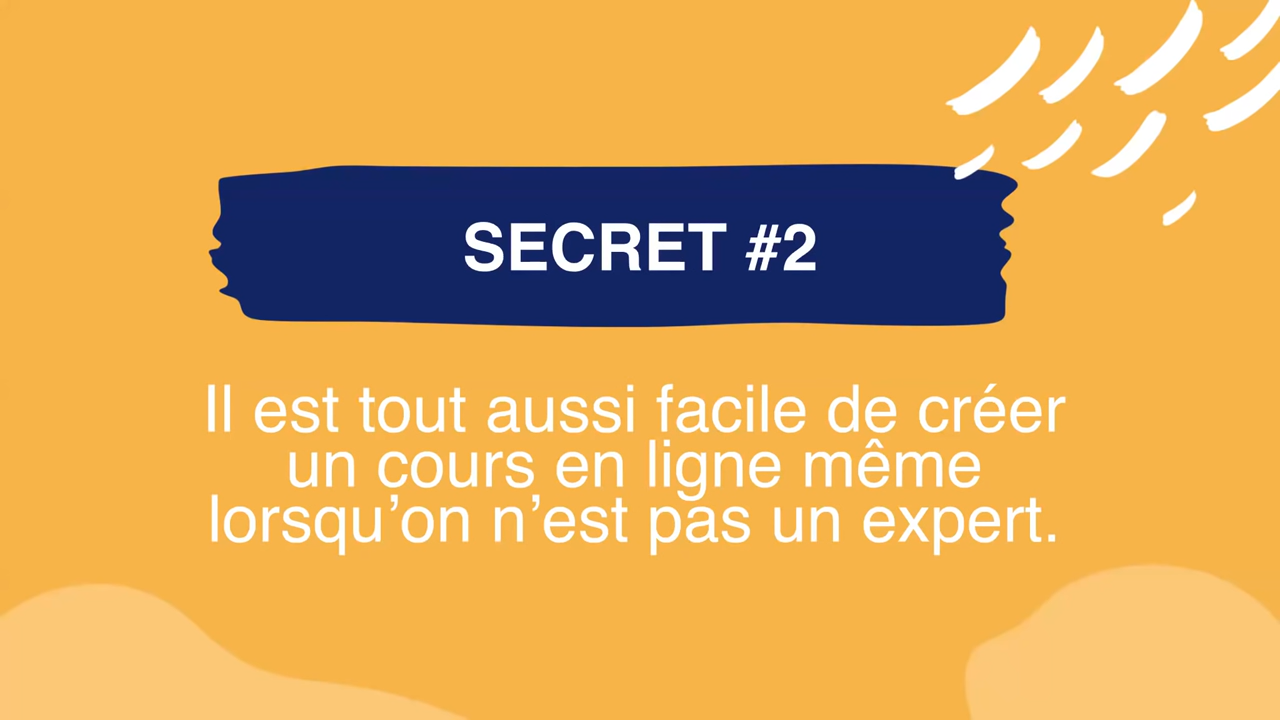 SECRET #2
Il est tout aussi facile de créer
un cours en ligne même
lorsqu’on n’est pas un expert.